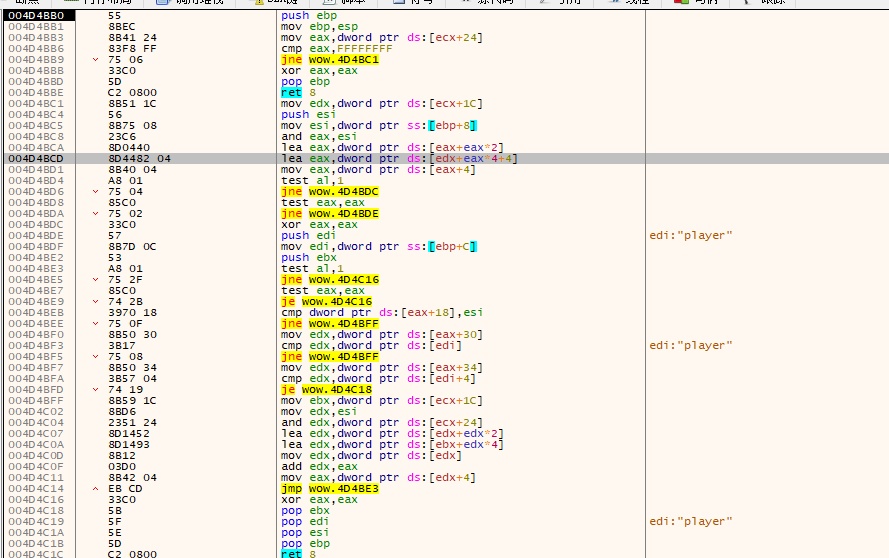 004D4BB0 55 push ebp
004D4BB1 8BEC mov ebp,esp
004D4BB3 8B41 24 mov eax,dword ptr ds:[ecx+24]
004D4BB6 83F8 FF cmp eax,FFFFFFFF
004D4BB9 75 06 jne wow.4D4BC1
004D4BBB 33C0 xor eax,eax
004D4BBD 5D pop ebp
004D4BBE C2 0800 ret 8
004D4BC1 8B51 1C mov edx,dword ptr ds:[ecx+1C]
004D4BC4 56 push esi
004D4BC5 8B75 08 mov esi,dword ptr ss:[ebp+8]
004D4BC8 23C6 and eax,esi
004D4BCA 8D0440 lea eax,dword ptr ds:[eax+eax*2]
004D4BCD 8D4482 04 lea eax,dword ptr ds:[edx+eax*4+4]
004D4BD1 8B40 04 mov eax,dword ptr ds:[eax+4]
004D4BD4 A8 01 test al,1
004D4BD6 75 04 jne wow.4D4BDC
004D4BD8 85C0 test eax,eax
004D4BDA 75 02 jne wow.4D4BDE
004D4BDC 33C0 xor eax,eax
004D4BDE 57 push edi edi:"player"
004D4BDF 8B7D 0C mov edi,dword ptr ss:[ebp+C]
004D4BE2 53 push ebx
004D4BE3 A8 01 test al,1
004D4BE5 75 2F jne wow.4D4C16
004D4BE7 85C0 test eax,eax
004D4BE9 74 2B je wow.4D4C16
004D4BEB 3970 18 cmp dword ptr ds:[eax+18],esi
004D4BEE 75 0F jne wow.4D4BFF
004D4BF0 8B50 30 mov edx,dword ptr ds:[eax+30]
004D4BF3 3B17 cmp edx,dword ptr ds:[edi] edi:"player"
004D4BF5 75 08 jne wow.4D4BFF
004D4BF7 8B50 34 mov edx,dword ptr ds:[eax+34]
004D4BFA 3B57 04 cmp edx,dword ptr ds:[edi+4]
004D4BFD 74 19 je wow.4D4C18
004D4BFF 8B59 1C mov ebx,dword ptr ds:[ecx+1C]
004D4C02 8BD6 mov edx,esi
004D4C04 2351 24 and edx,dword ptr ds:[ecx+24]
004D4C07 8D1452 lea edx,dword ptr ds:[edx+edx*2]
004D4C0A 8D1493 lea edx,dword ptr ds:[ebx+edx*4]
004D4C0D 8B12 mov edx,dword ptr ds:[edx]
004D4C0F 03D0 add edx,eax
004D4C11 8B42 04 mov eax,dword ptr ds:[edx+4]
004D4C14 EB CD jmp wow.4D4BE3
004D4C16 33C0 xor eax,eax
004D4C18 5B pop ebx
004D4C19 5F pop edi edi:"player"
004D4C1A 5E pop esi
004D4C1B 5D pop ebp
004D4C1C C2 0800 ret 8